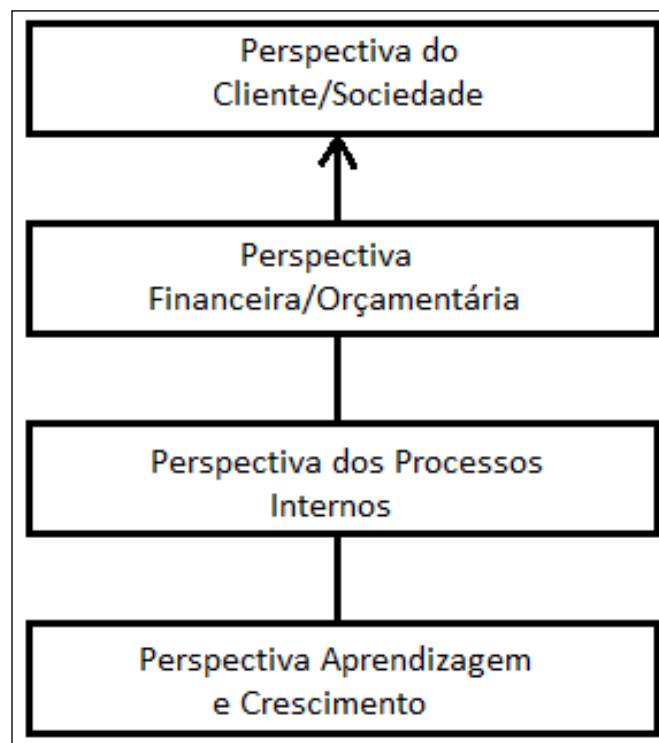 Perspectiva do
Cliente/Sociedade
Perspectiva
Financeira/Orçamentária
Perspectiva dos Processos
Internos
Perspectiva Aprendizagem
e Crescimento